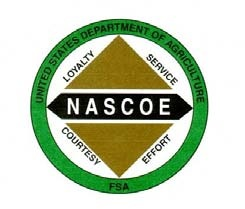 UNITED STATES DEPARTMENT OF AGRICULTURE
LOYALTY
SERVICE
NASCOE
COURTESY
EFFORT
FSA